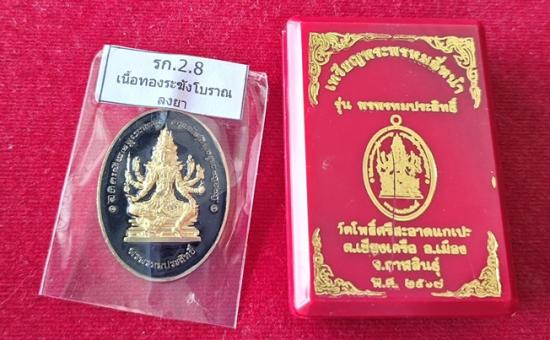 รก.2.8
เนื้อทองระฆังโบราณ
ลงยา
พรพรหมประสิทธิ์
เหรียญพระพรหมธัดน้า
รุ่น พรพรหมประสิทธิ์
วัดโพธิ์ศรีสะอาดแกเปะ
ต.เชียงเครือ อ.เมือง
จ.กาฬสินธุ์
พ.ศ. ๒๕๖๗